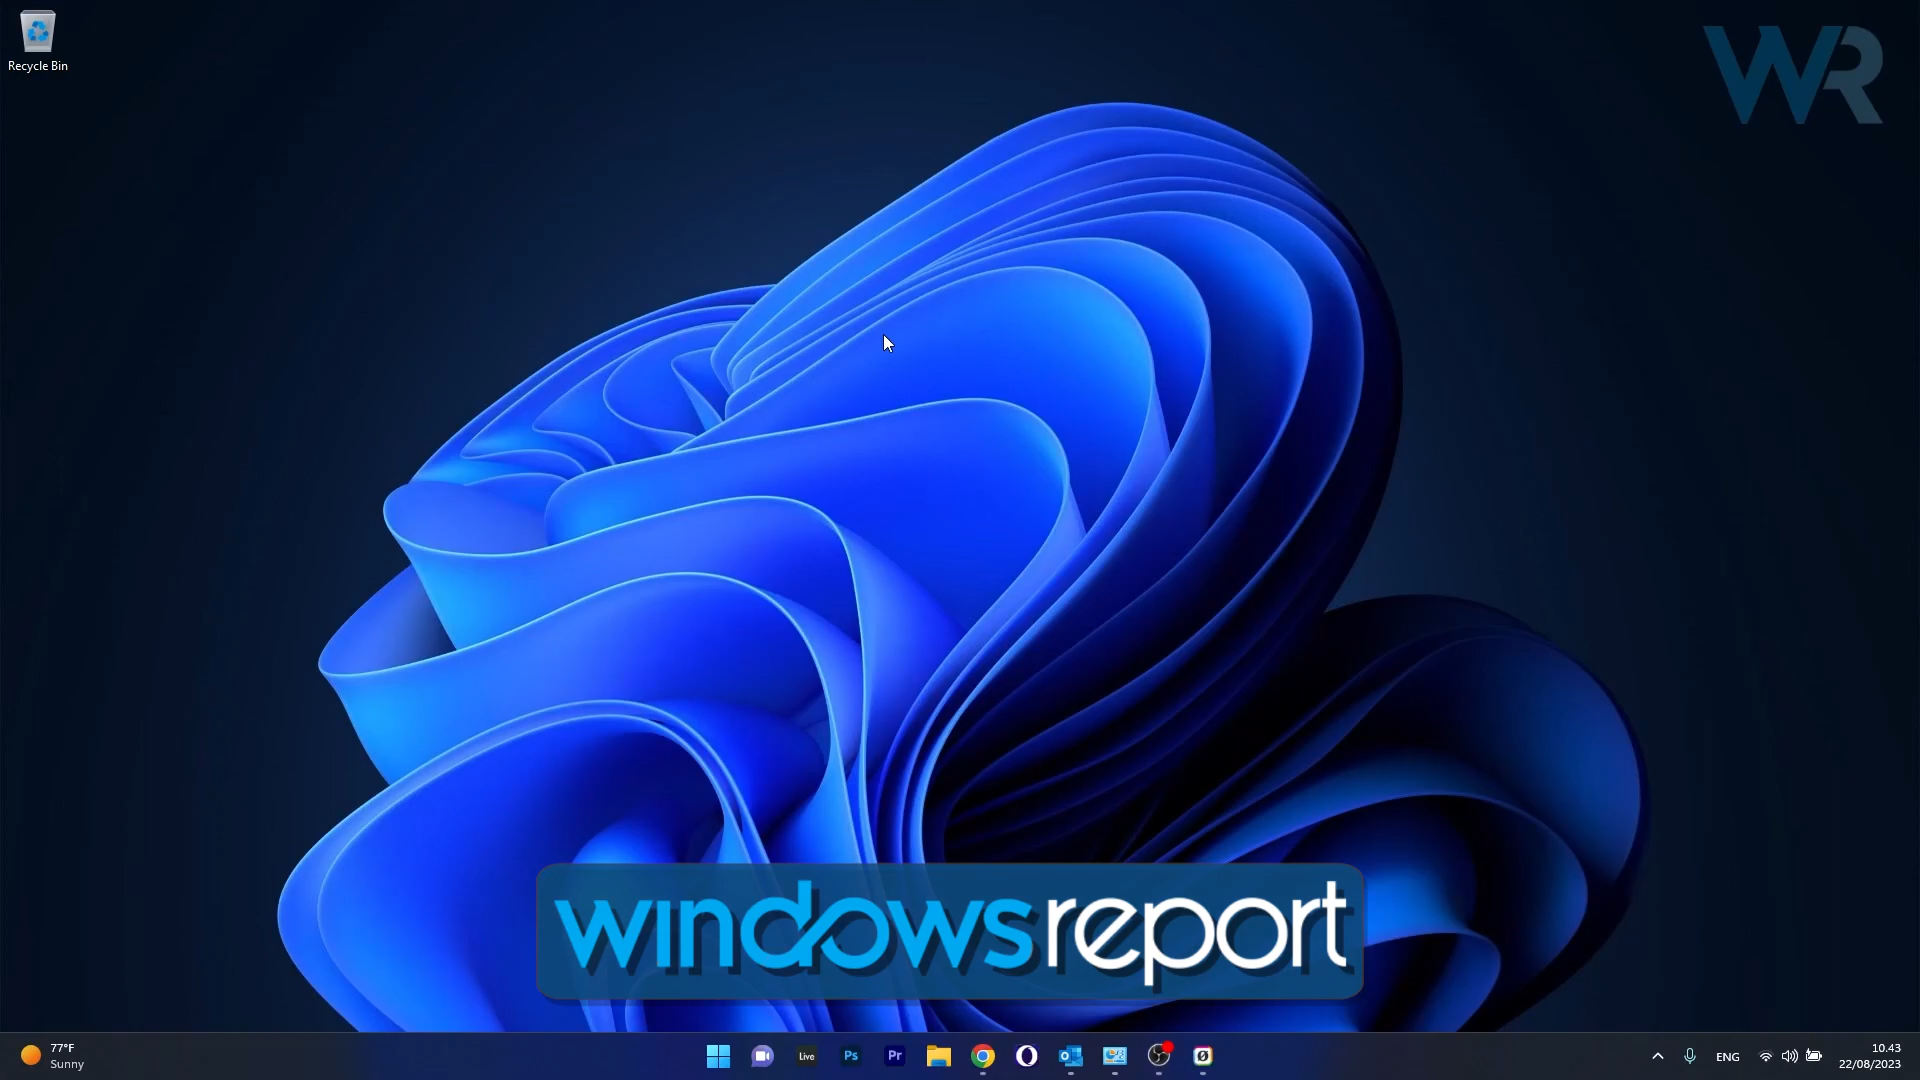 Recycle Bin
WR
windowsreport
77°F
Sunny
Live
Ps
Pr
ENG
10.43
22/08/2023